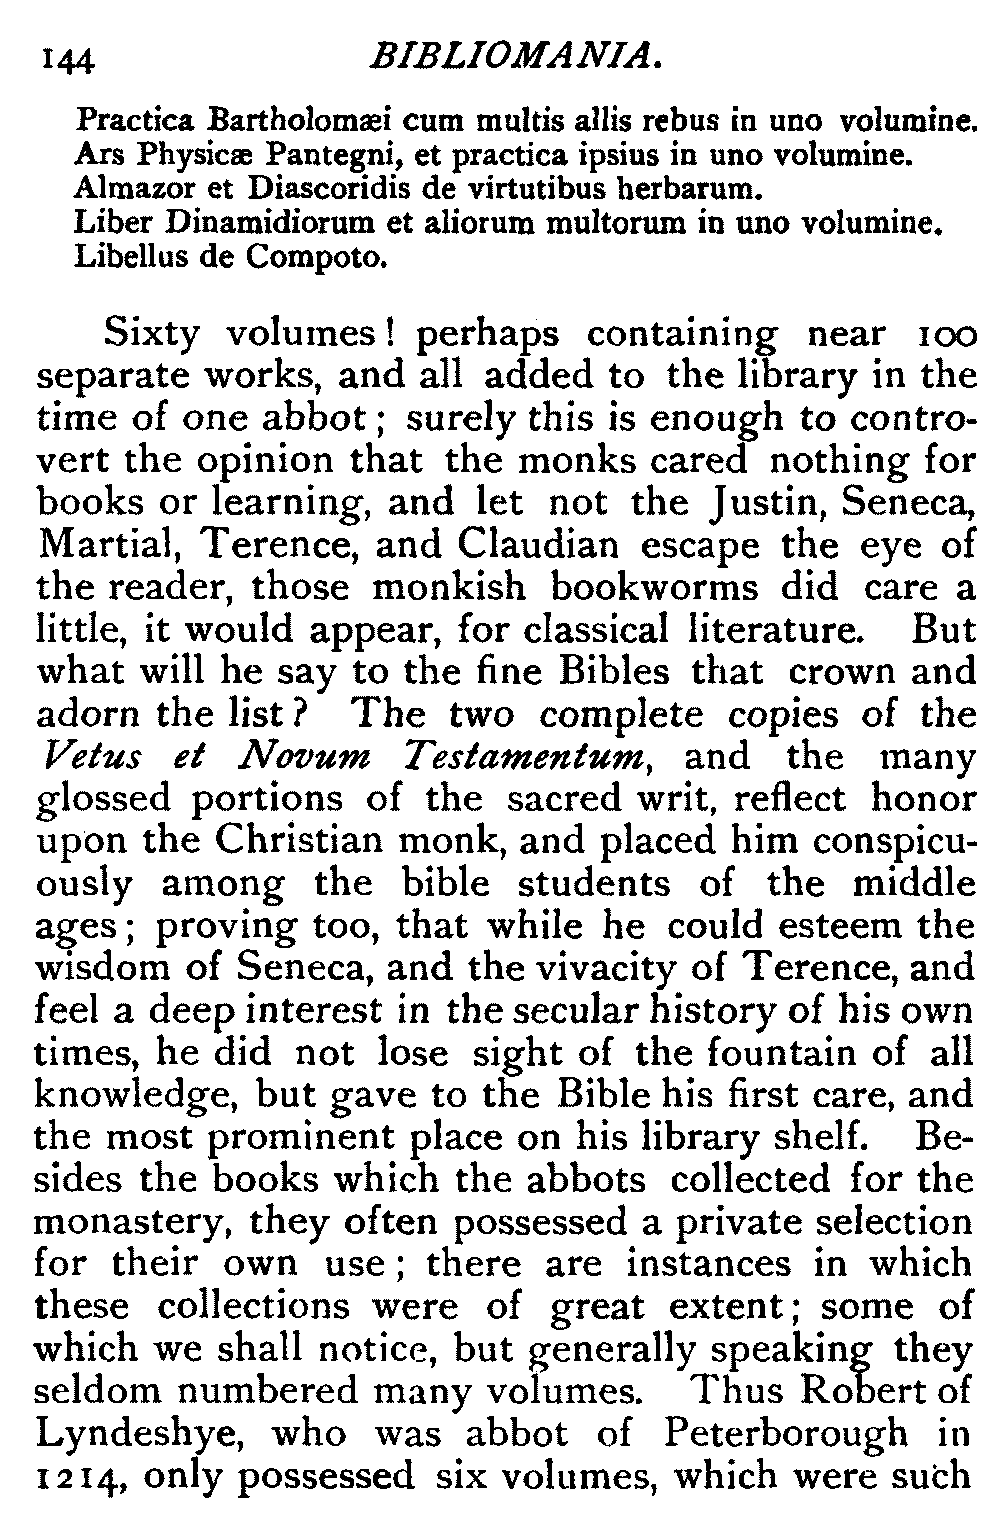 144 BIBLIOMANIA.
Practica Bartholomæi cum multis allis rebus in uno volumine.
Ars Physicæ Pantegni, et practica ipsius in uno volumine.
Almazor et Diascoridis de virtutibus herbarum.
Liber Dinamidiorum et aliorum multorum in uno volumine.
Libellus de Compoto.
Sixty volumes! perhaps containing near 100
separate works, and all added to the library in the
time of one abbot; surely this is enough to contro-
vert the opinion that the monks cared nothing for
books or learning, and let not the Justin, Seneca,
Martial, Terence, and Claudian escape the eye of
the reader, those monkish bookworms did care a
little, it would appear, for classical literature. But
what will he say to the fine Bibles that crown and
adorn the list? The two complete copies of the
Vetus et Novum Testamentum, and the many
glossed portions of the sacred writ, reflect honor
upon the Christian monk, and placed him conspicu-
ously among the bible students of the middle
ages; proving too, that while he could esteem the
wisdom of Seneca, and the vivacity of Terence, and
feel a deep interest in the secular history of his own
times, he did not lose sight of the fountain of all
knowledge, but gave to the Bible his first care, and
the most prominent place on his library shelf. Be-
sides the books which the abbots collected for the
monastery, they often possessed a private selection
for their own use; there are instances in which
these collections were of great extent; some of
which we shall notice, but generally speaking they
seldom numbered many volumes. Thus Robert of
Lyndeshye, who was abbot of Peterborough in
1214, only possessed six volumes, which were such